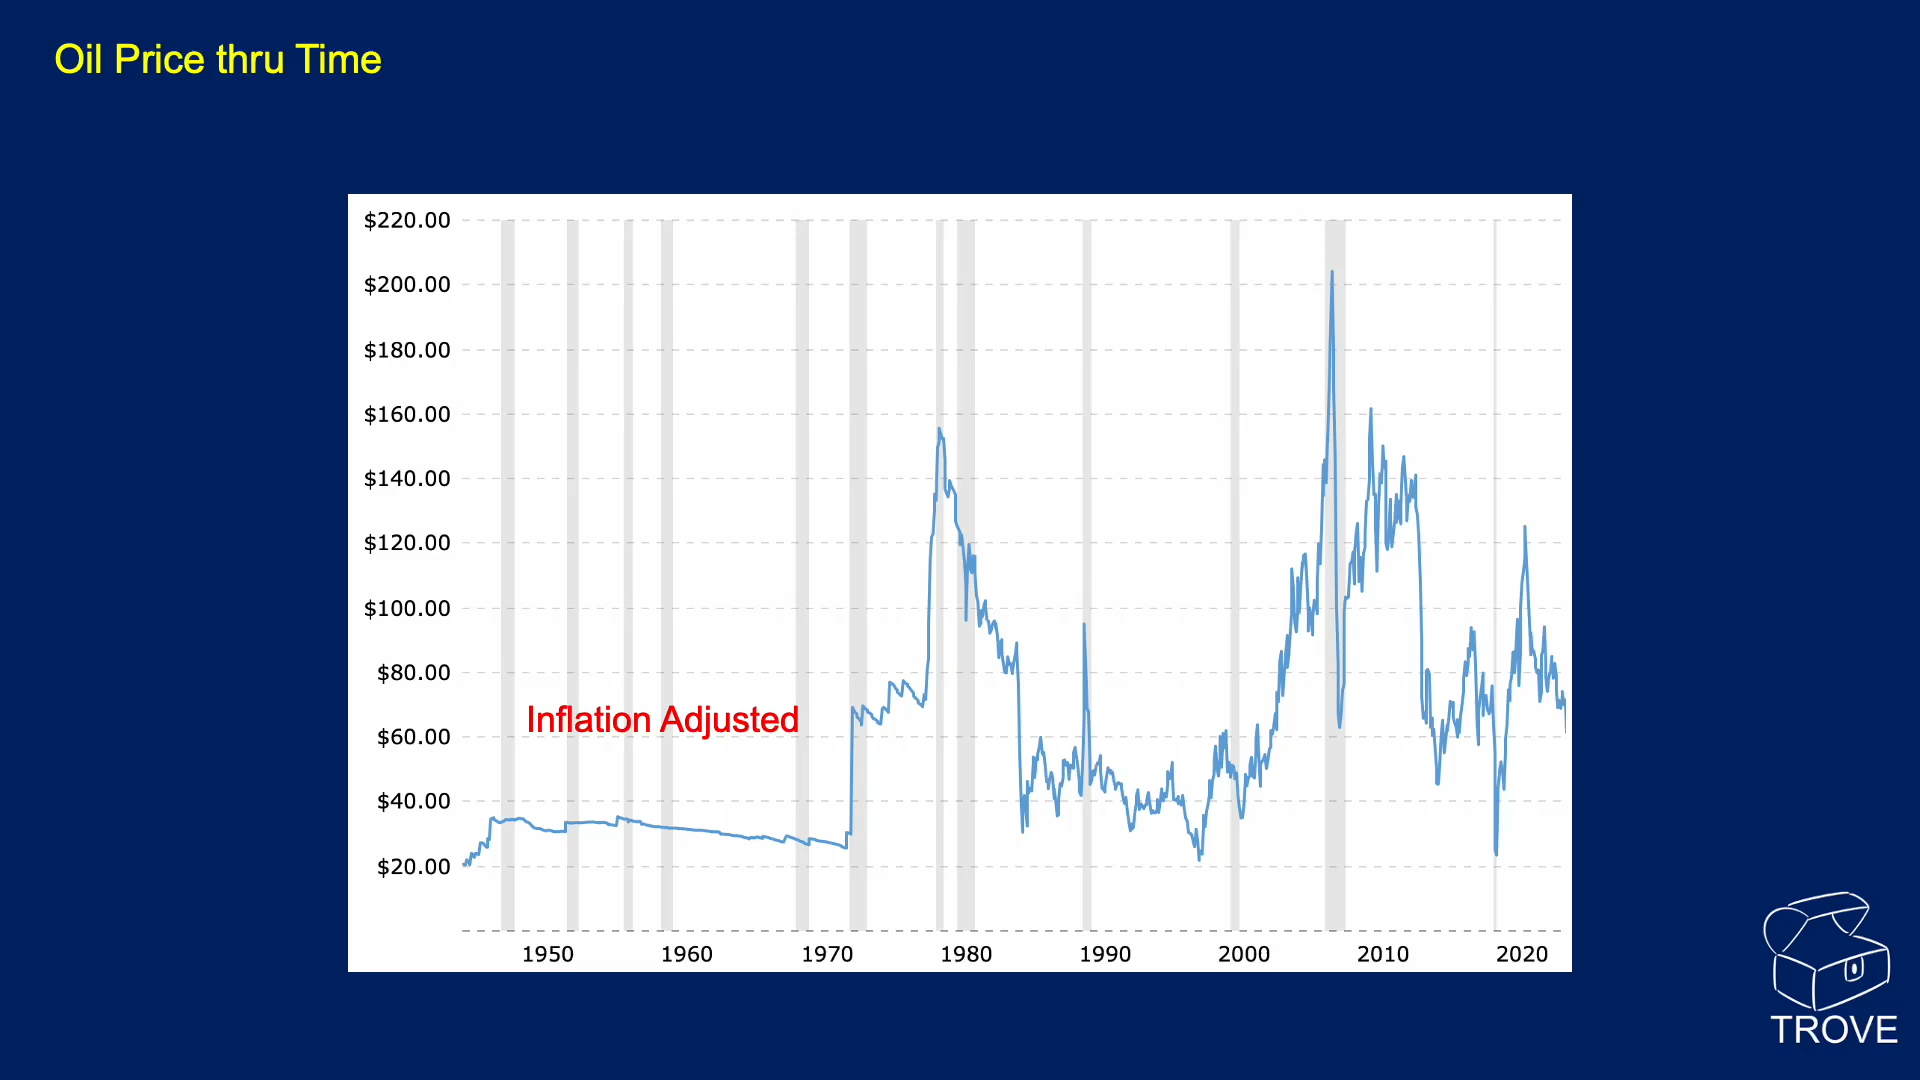 Oil Price thru Time
$220.00
$200.00
$180.00
$160.00
$140.00
$120.00
$100.00
$80.00
Inflation Adjusted
$60.00
$40.00
$20.00
1950 1960 1970 1980 1990 2000 2010 2020
TROVE